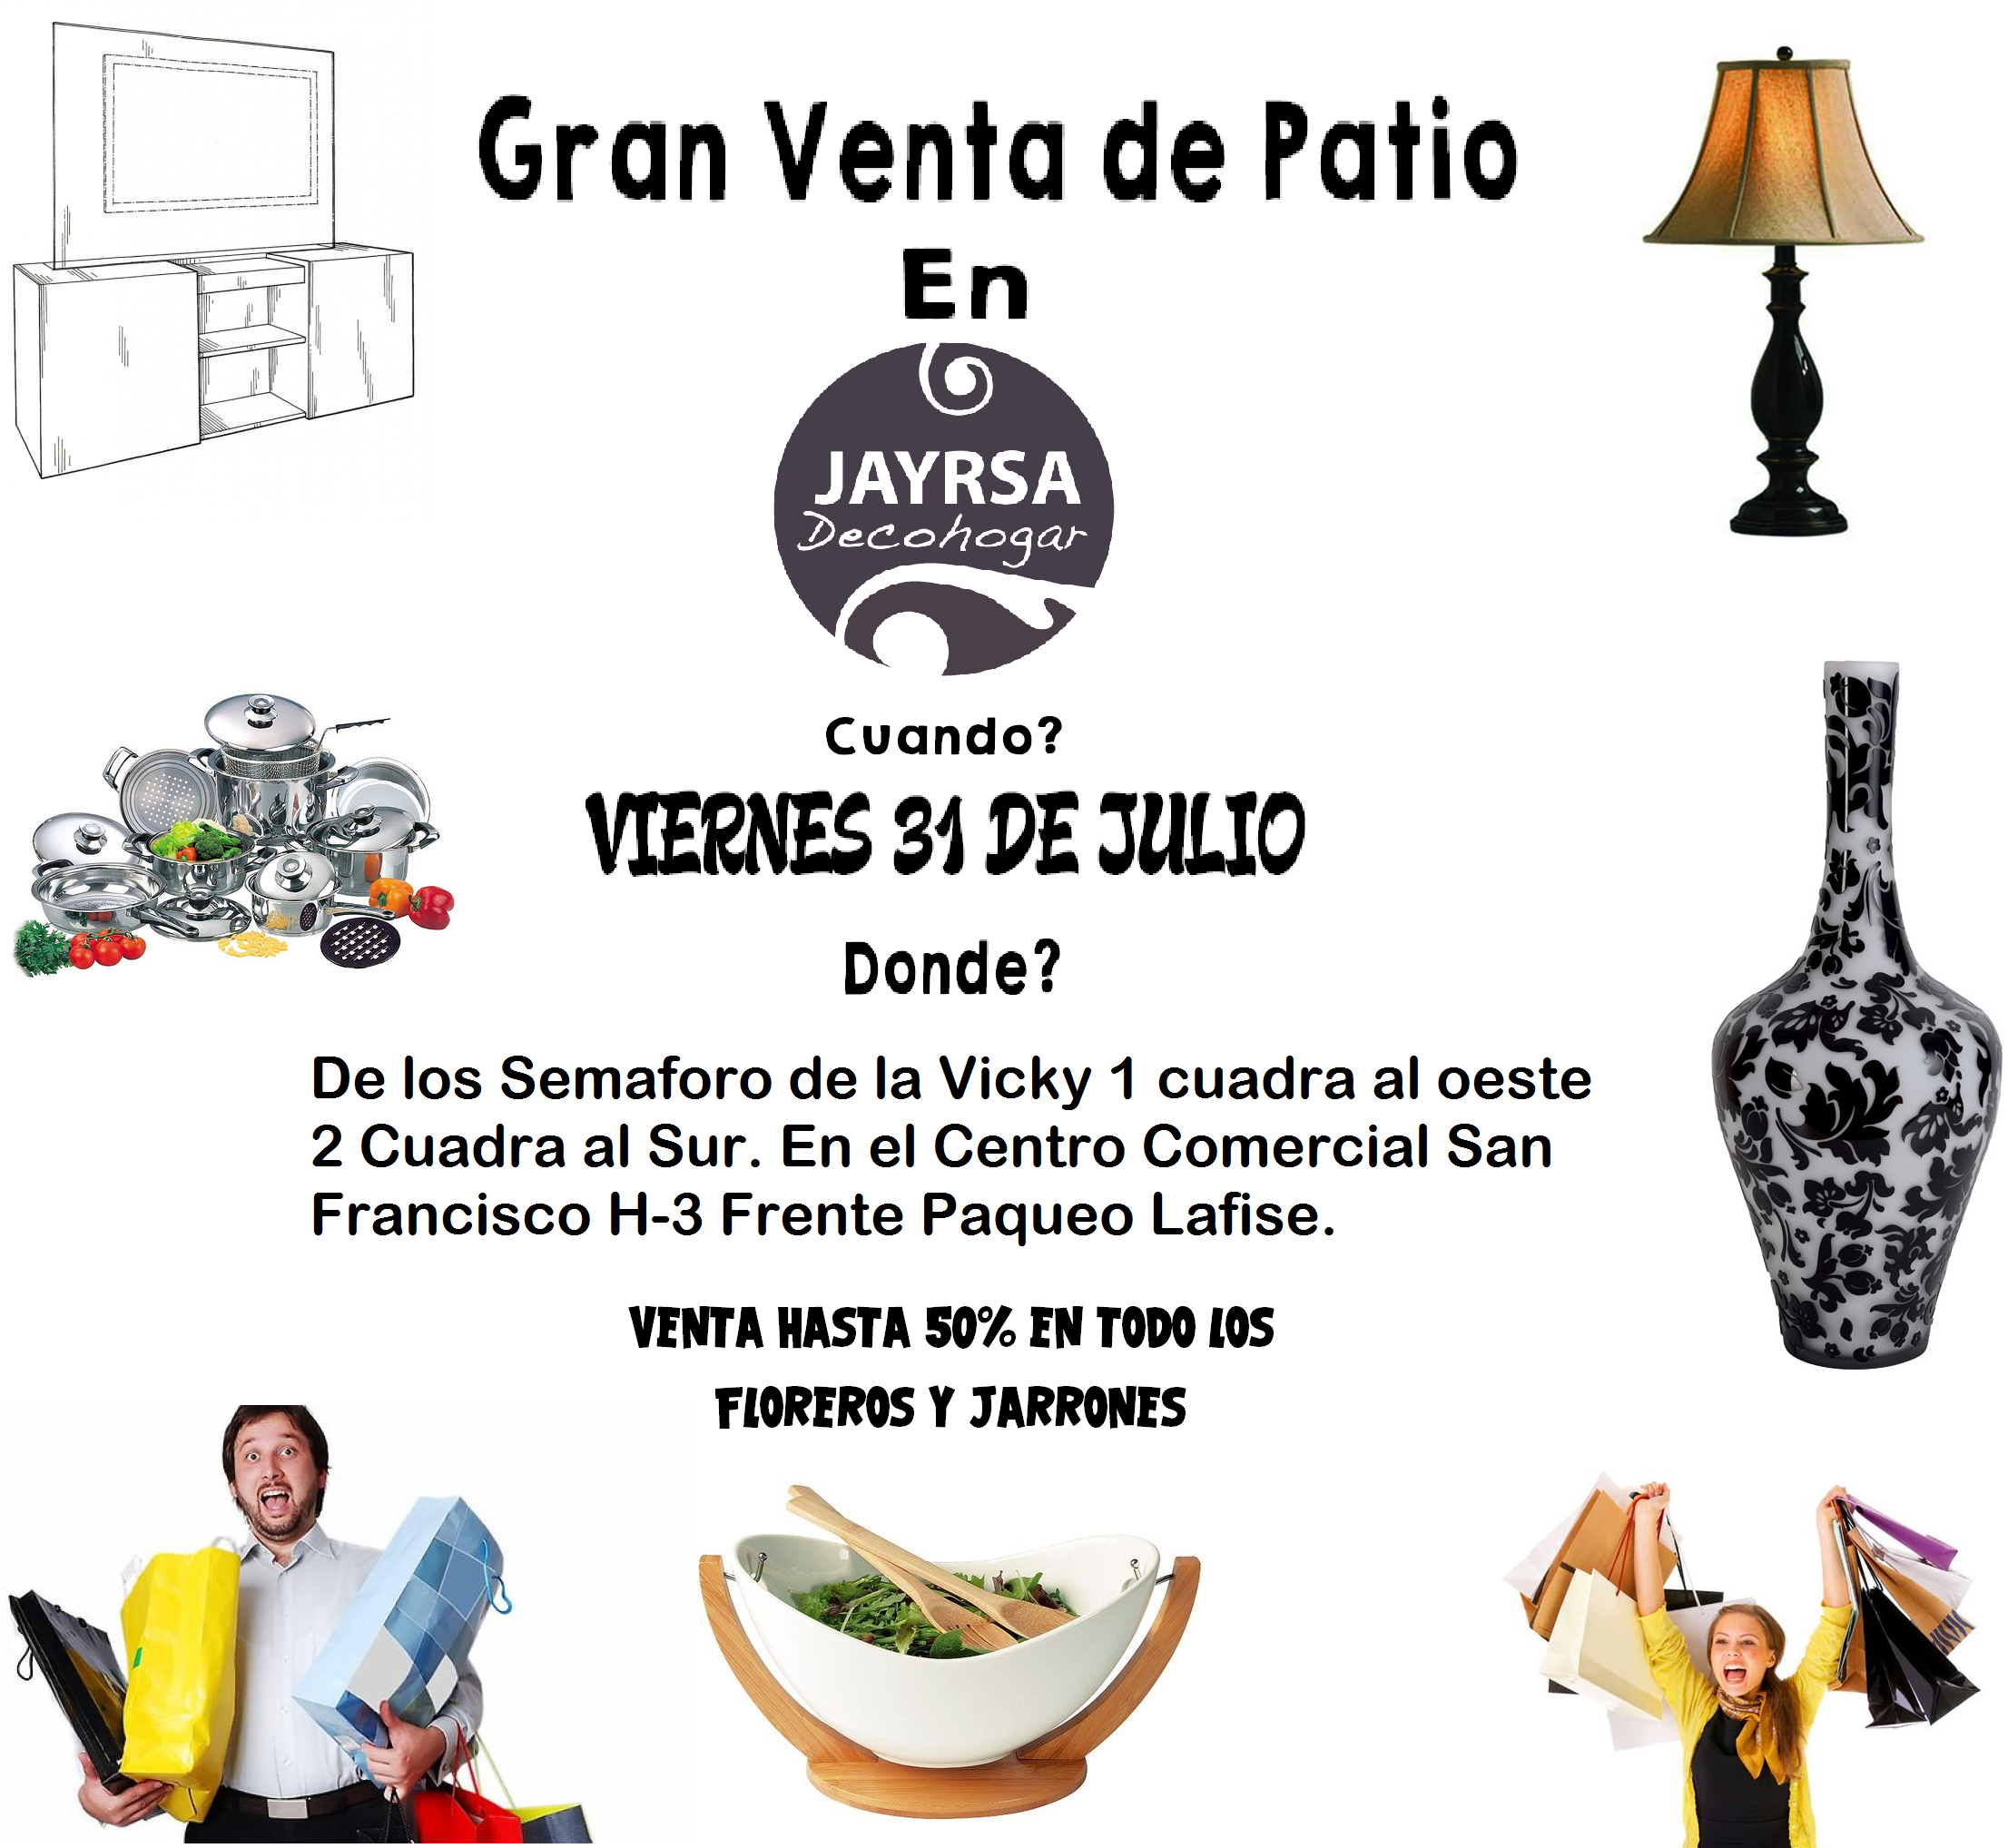 Gran Venta de Patio
En
JAYRSA
Decohogar
Cuando?
VIERNES 31 DE JULIO
Donde?
De los Semaforo de la Vicky 1 cuadra al oeste
2 Cuadra al Sur. En el Centro Comercial San
Francisco H-3 Frente Paqueo Lafise.
VENTA HASTA 50% EN TODO LOS
FLOREROS Y JARRONES